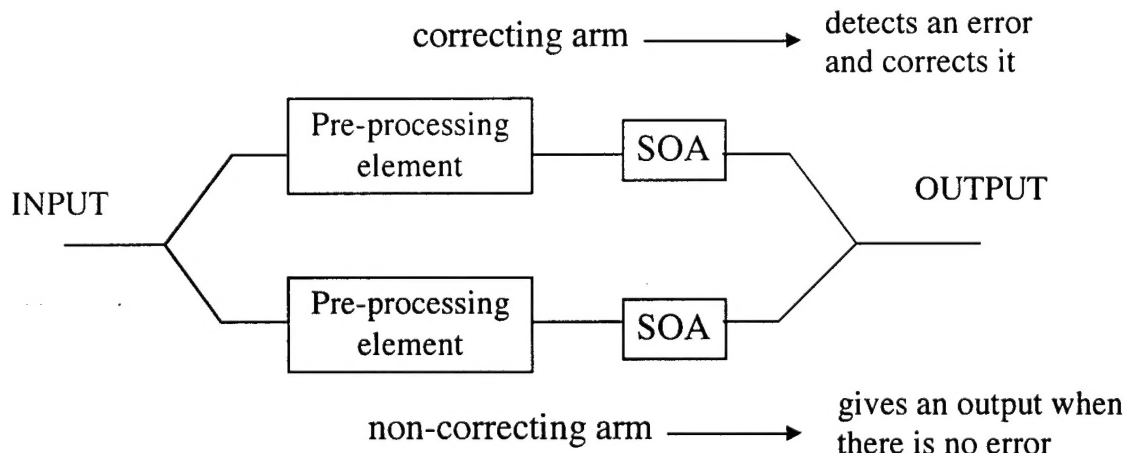 correcting arm
detects an error
and corrects it
Pre-processing
element
SOA
INPUT
OUTPUT
Pre-processing
element
SOA
non-correcting arm
gives an output when
there is no error